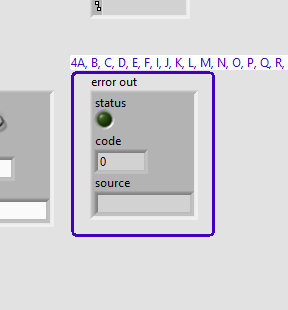 4A, B, C, D, E, F, I, J, K, L, M, N, O, P, Q, R,
error out
status
code
0
source